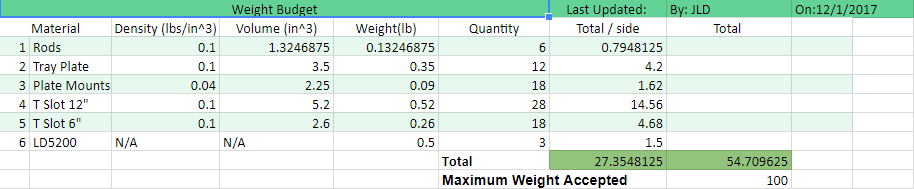 Weight Budget Last Updated: By: JLD On:12/1/2017
Material Density (lbs/in^3) Volume (in^3) Weight(lb) Quantity Total / side Total
1 Rods 0.1 1.3246875 0.13246875 6 0.7948125
2 Tray Plate 0.1 3.5 0.35 12 4.2
3 Plate Mounts 0.04 2.25 0.09 18 1.62
4 T Slot 12" 0.1 5.2 0.52 28 14.56
5 T Slot 6" 0.1 2.6 0.26 18 4.68
6 LD5200 N/A N/A 0.5 3 1.5
Total 27.3548125 54.709625
Maximum Weight Accepted 100